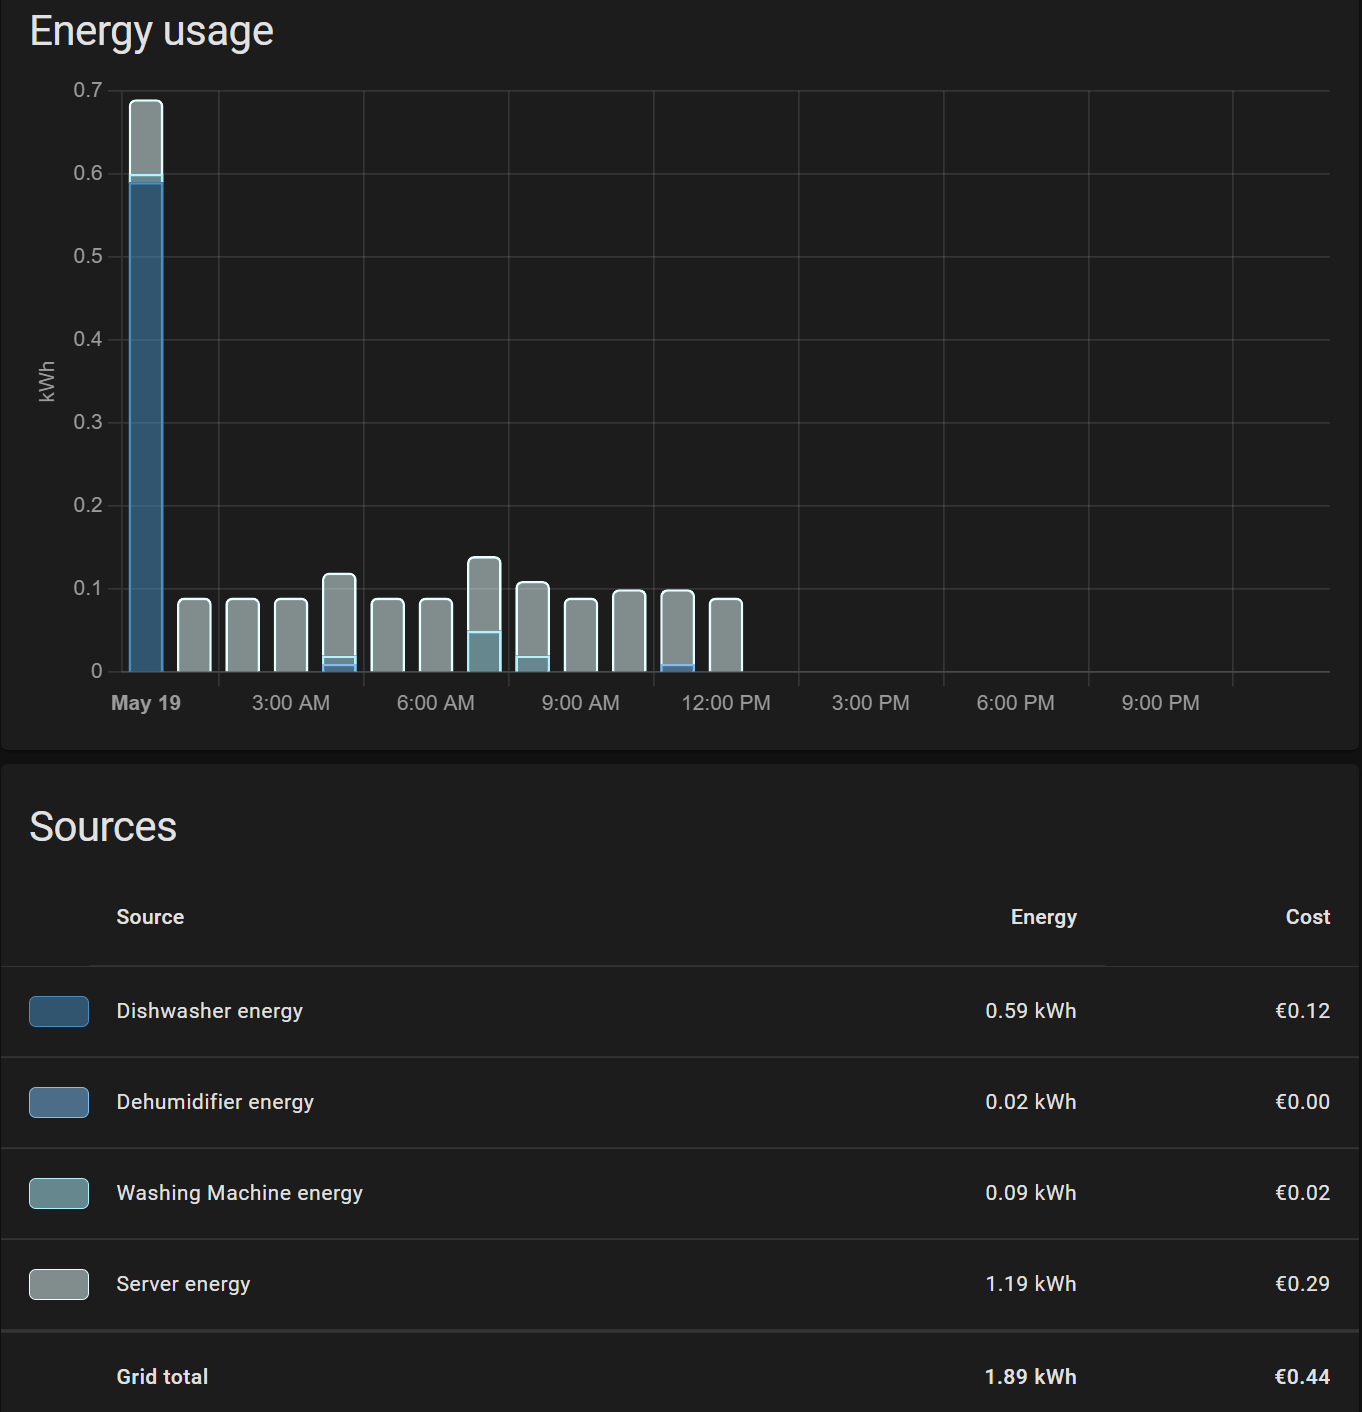 Energy usage
0.7
0.6
0.5
0.4
kWh
0.3
0.2
0.1
0
May 19 3:00 AM 6:00 AM 9:00 AM 12:00 PM 3:00 PM 6:00 PM 9:00 PM
Sources
Source Energy Cost
Dishwasher energy 0.59 kWh €0.12
Dehumidifier energy 0.02 kWh €0.00
Washing Machine energy 0.09 kWh €0.02
Server energy 1.19 kWh €0.29
Grid total 1.89 kWh €0.44